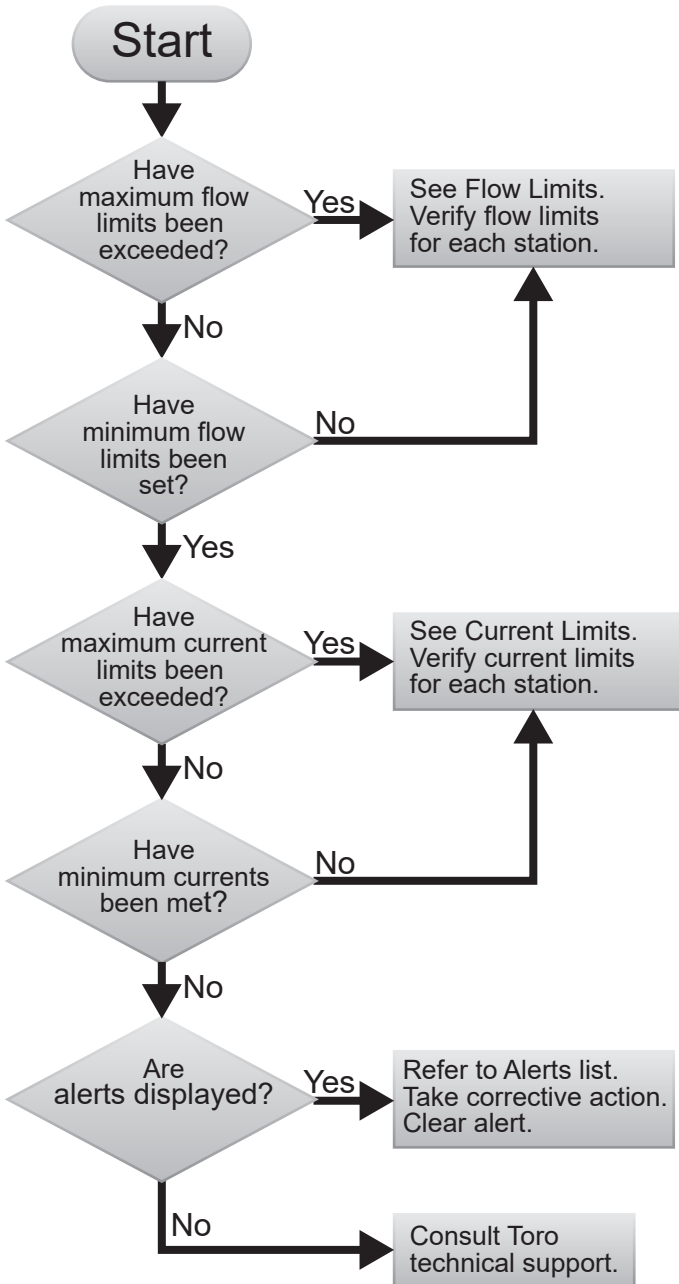 Start
Have
maximum flow
limits been
exceeded?
Yes
See Flow Limits.
Verify flow limits
for each station.
No
Have
minimum flow
limits been
set?
No
Yes
Have
maximum current
limits been
exceeded?
Yes
See Current Limits.
Verify current limits
for each station.
No
Have
minimum currents
been met?
No
No
Are
alerts displayed?
Yes
Refer to Alerts list.
Take corrective action.
Clear alert.
No
Consult Toro
technical support.